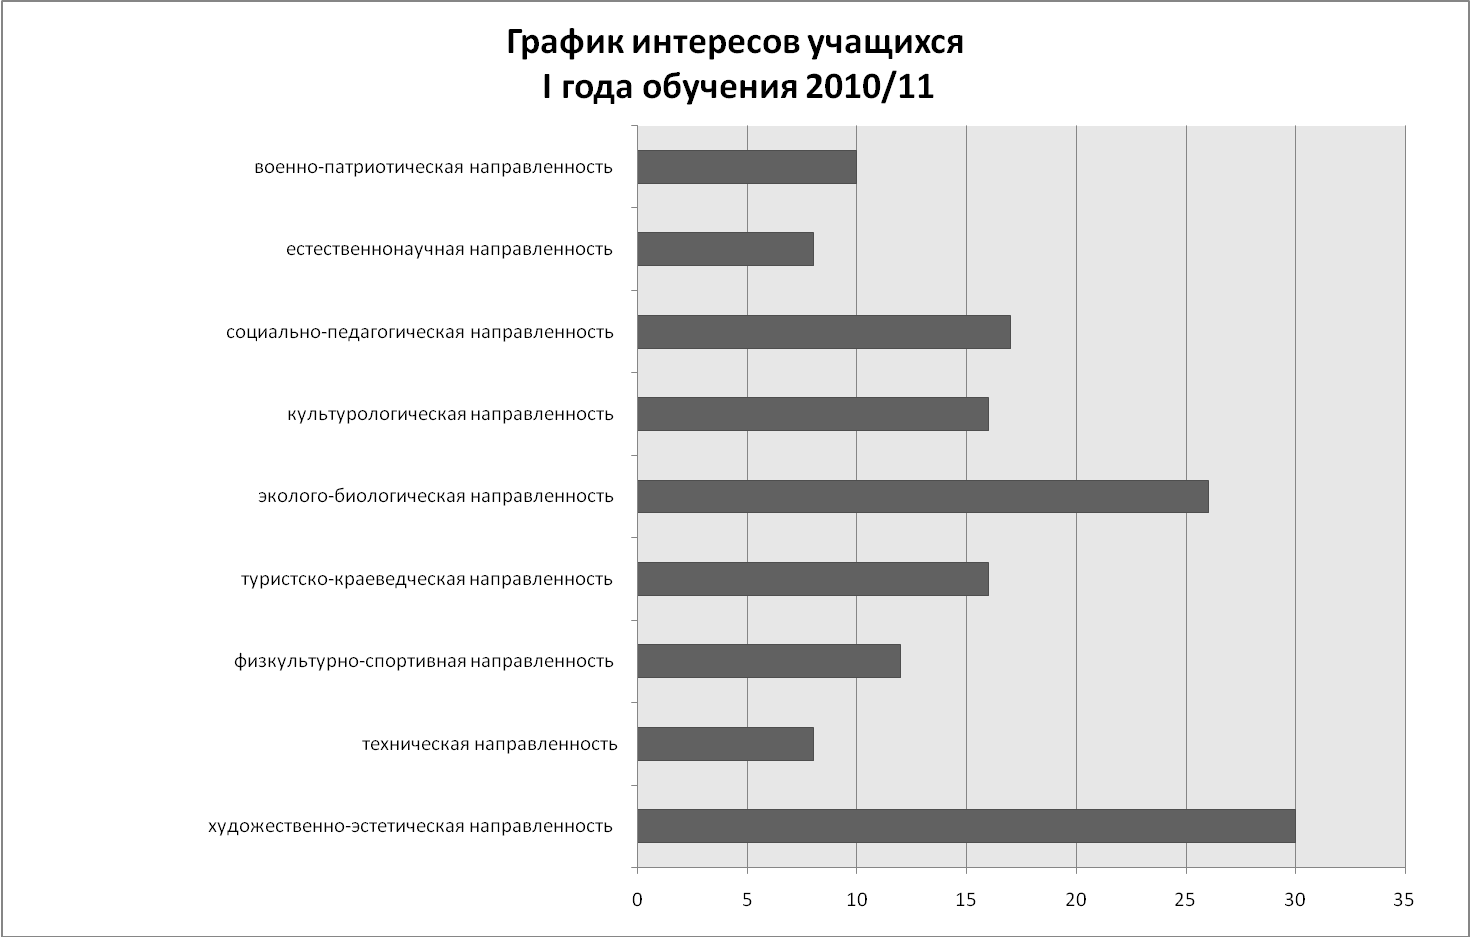 График интересов учащихся
I года обучения 2010/11
военно-патриотическая направленность
естественнонаучная направленность
социально-педагогическая направленность
культурологическая направленность
эколого-биологическая направленность
туристско-краеведческая направленность
физкультурно-спортивная направленность
техническая направленность
художественно-эстетическая направленность
0 5 10 15 20 25 30 35